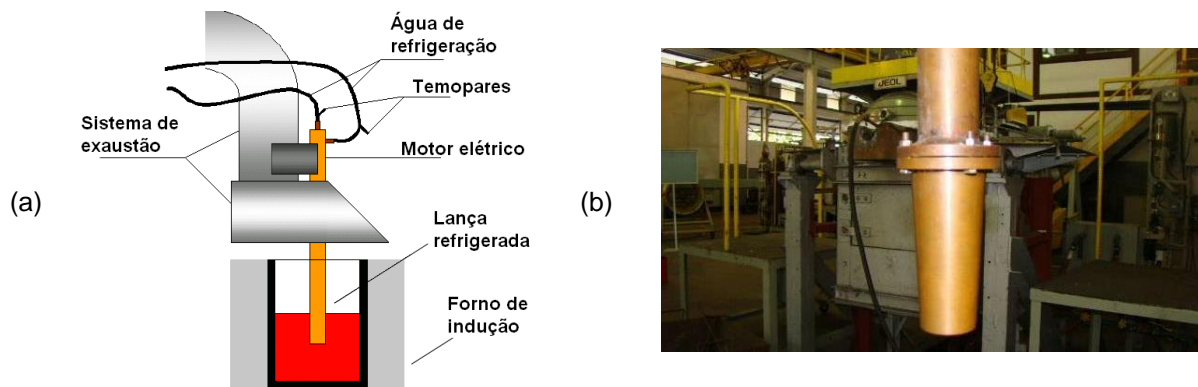 (a)
Água de
refrigeração
Temopares
Sistema de
exaustão
Motor elétrico
Lança
refrigerada
Forno de
indução
(b)
JEOL